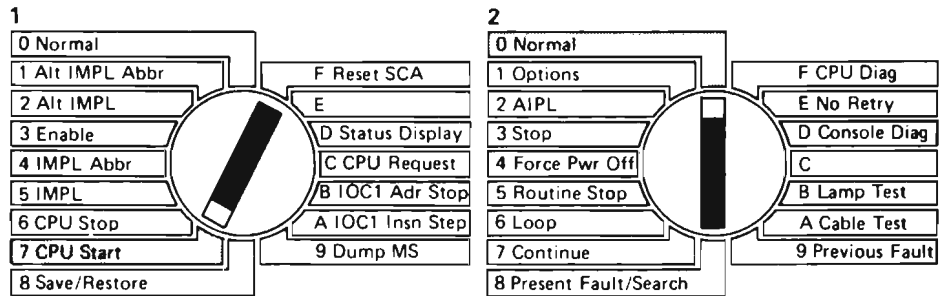 1
0 Normal
1 Alt IMPL Abbr
2 Alt IMPL
3 Enable
4 IMPL Abbr
5 IMPL
6 CPU Stop
7 CPU Start
8 Save/Restore
F Reset SCA
E
D Status Display
C CPU Request
B IOC1 Adr Stop
A IOC1 Insn Step
9 Dump MS
2
0 Normal
1 Options
2 AIPL
3 Stop
4 Force Pwr Off
5 Routine Stop
6 Loop
7 Continue
8 Present Fault/Search
F CPU Diag
E No Retry
D Console Diag
C
B Lamp Test
A Cable Test
9 Previous Fault